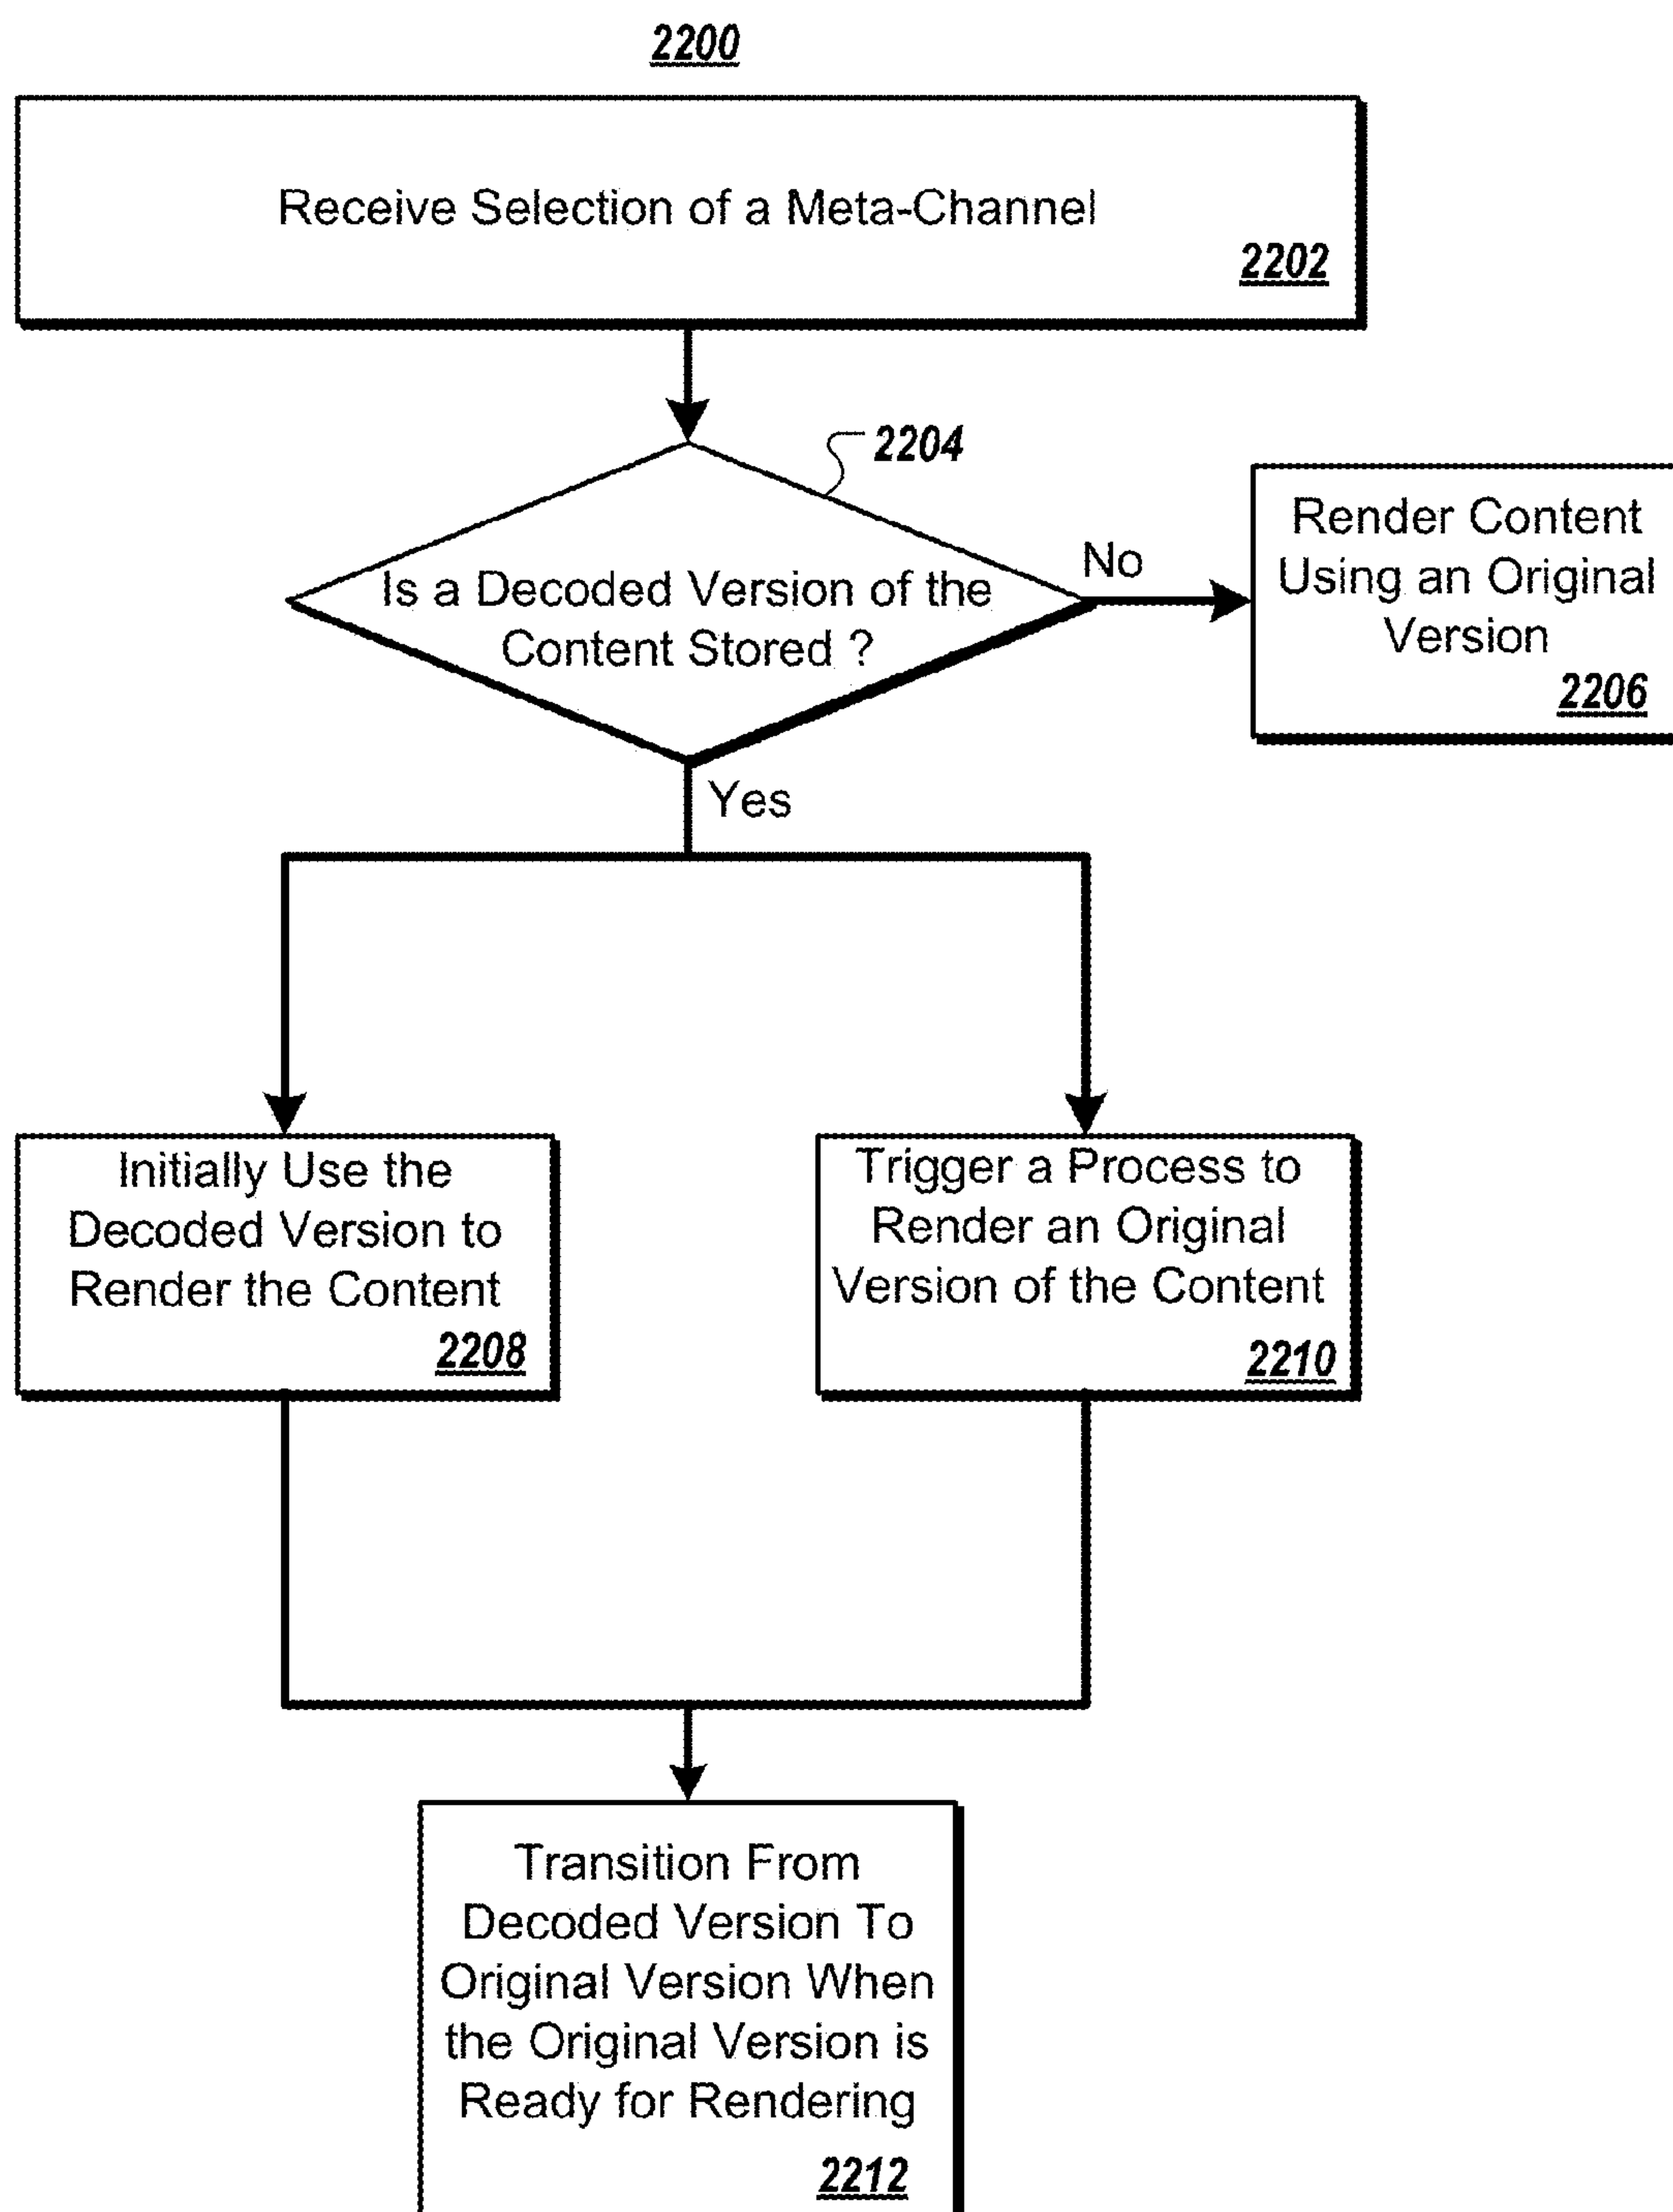 2200
Receive Selection of a Meta-Channel
2202
2204
Is a Decoded Version of the
Content Stored ?
No
Render Content
Using an Original
Version
2206
Yes
Initially Use the
Decoded Version to
Render the Content
2208
Trigger a Process to
Render an Original
Version of the Content
2210
Transition From
Decoded Version To
Original Version When
the Original Version is
Ready for Rendering
2212